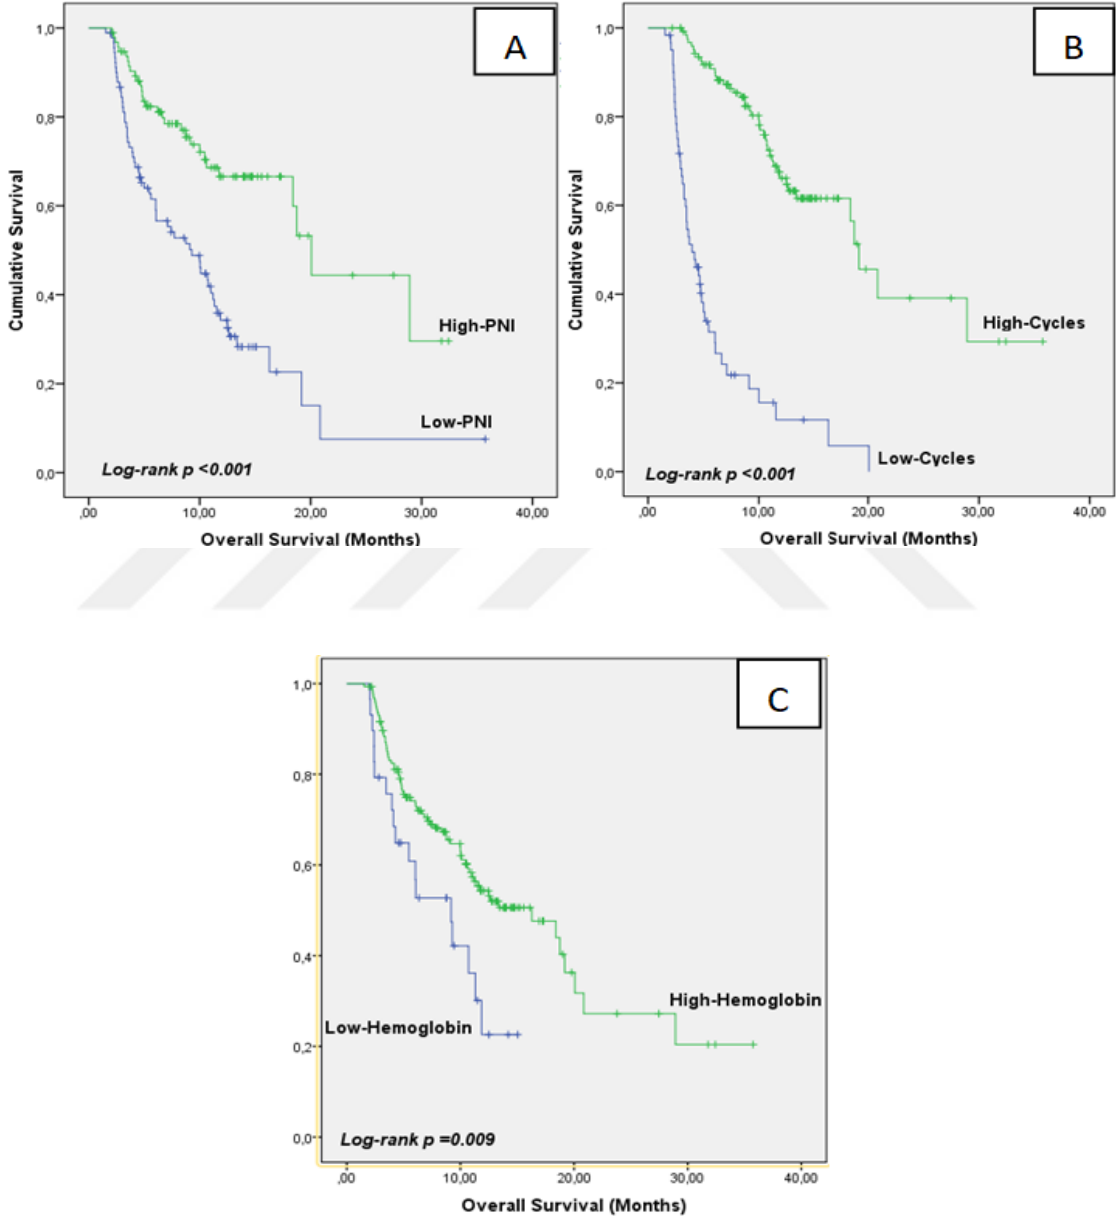 A
1,0
0,8
0,6
0,4
0,2
0,0
Cumulative Survival
High-PNI
Low-PNI
Log-rank p <0.001
,00 10,00 20,00 30,00 40,00
Overall Survival (Months)
B
1,0
0,8
0,6
0,4
0,2
0,0
Cumulative Survival
High-Cycles
Low-Cycles
Log-rank p <0.001
,00 10,00 20,00 30,00 40,00
Overall Survival (Months)
C
1,0
0,8
0,6
0,4
0,2
0,0
High-Hemoglobin
Low-Hemoglobin
Log-rank p =0.009
,00 10,00 20,00 30,00 40,00
Overall Survival (Months)